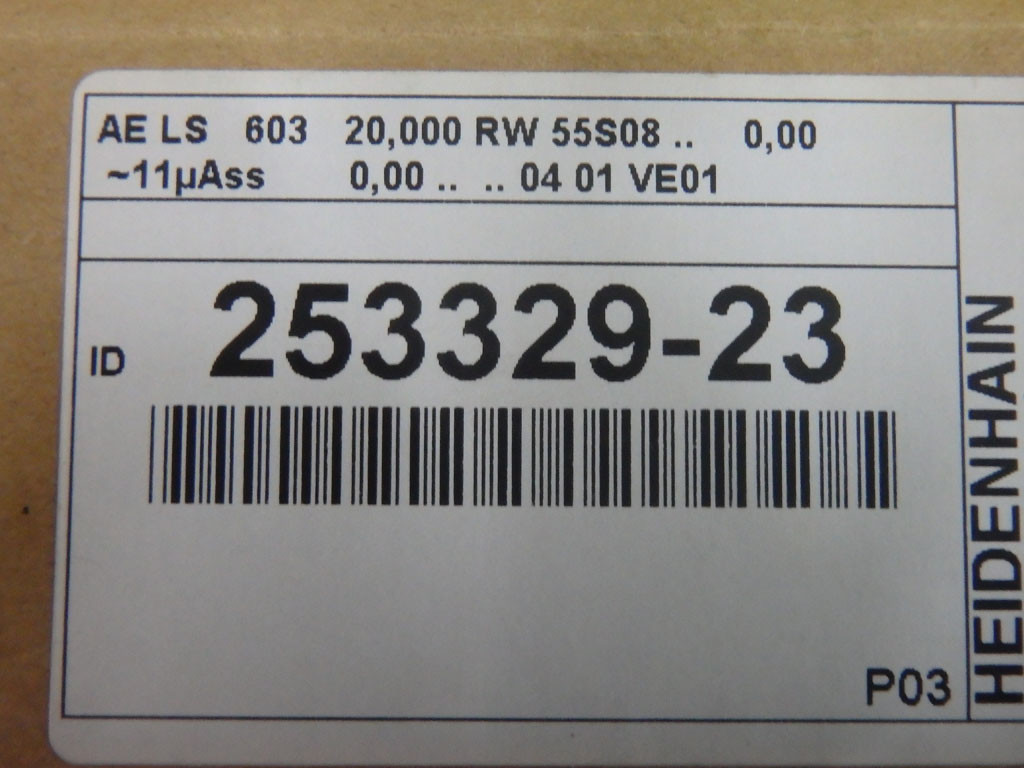 AE LS 603 20,000 RW 55S08 .. 0,00
~11µAss 0,00 .. .. 04 01 VE01
ID 253329-23
P03
HEIDENHAIN